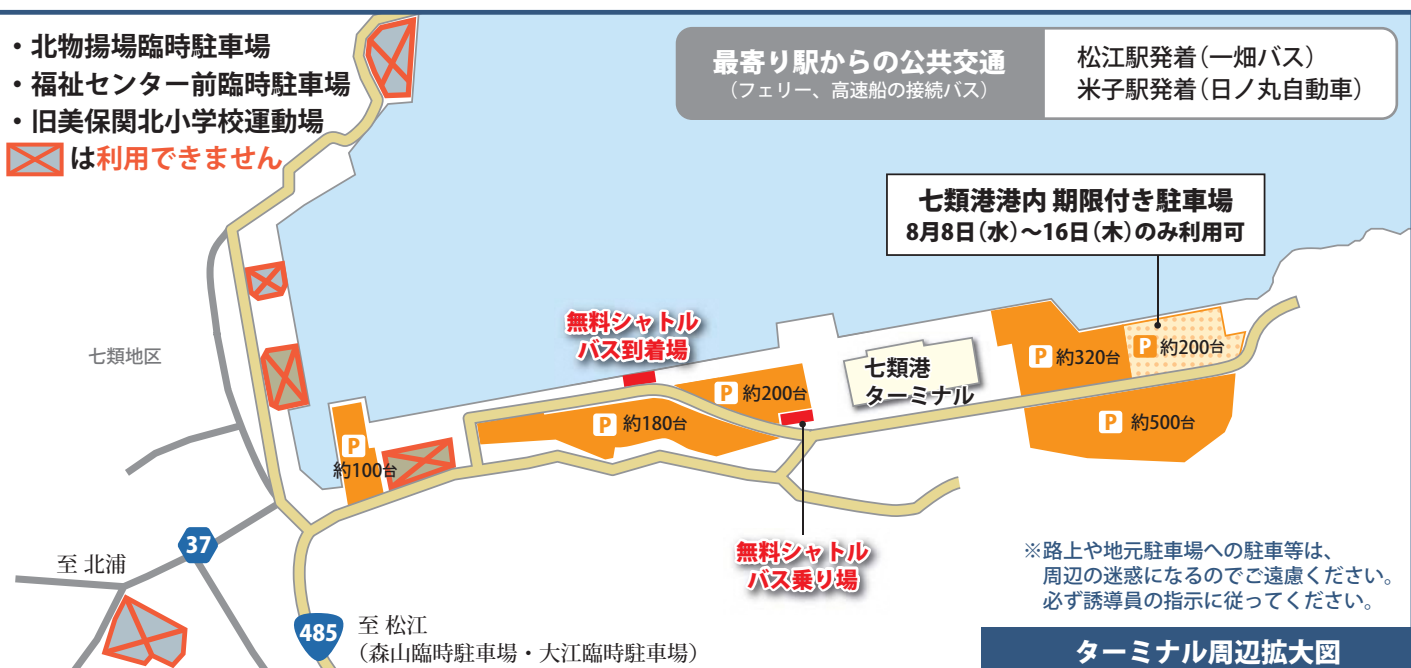 ・北物揚場臨時駐車場
・福祉センター前臨時駐車場
・旧美保関北小学校運動場
は利用できません
最寄り駅からの公共交通
（フェリー、高速船の接続バス）
松江駅発着（一畑バス）
米子駅発着（日ノ丸自動車）
七類港港内 期限付き駐車場
8月8日（水）～16日（木）のみ利用可
無料シャトル
バス到着場
七類地区
七類港
ターミナル
P 約320台
P 約200台
P 約200台
P 約180台
P 約500台
P
約100台
無料シャトル
バス乗り場
37
至 北浦
485
至 松江
（森山臨時駐車場・大江臨時駐車場）
※路上や地元駐車場への駐車等は、
周辺の迷惑になるのでご遠慮ください。
必ず誘導員の指示に従ってください。
ターミナル周辺拡大図